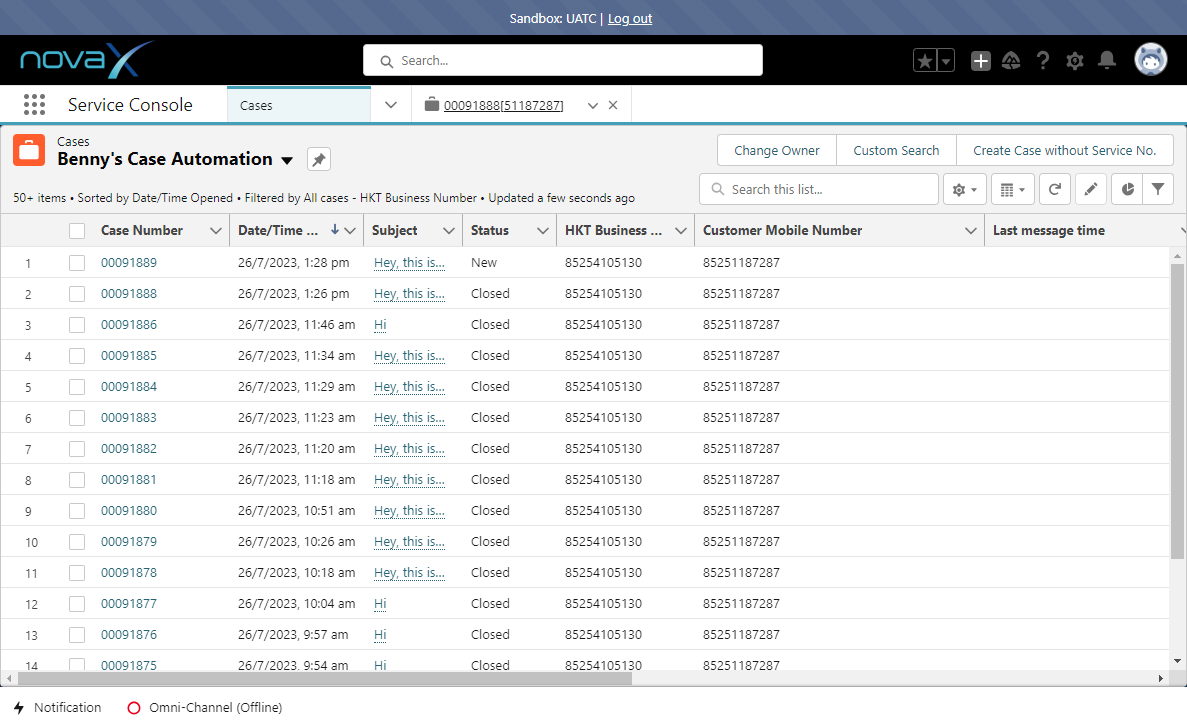 Sandbox: UATC | Log out
novaX
Search...
Service Console
Cases
00091888[51187287]
Cases
Benny's Case Automation
Change Owner
Custom Search
Create Case without Service No.
50+ items • Sorted by Date/Time Opened • Filtered by All cases - HKT Business Number • Updated a few seconds ago
Search this list...
Case Number Date/Time ... Subject Status HKT Business ... Customer Mobile Number Last message time
1 00091889 26/7/2023, 1:28 pm Hey, this is... New 85254105130 85251187287
2 00091888 26/7/2023, 1:26 pm Hey, this is... Closed 85254105130 85251187287
3 00091886 26/7/2023, 11:46 am Hi Closed 85254105130 85251187287
4 00091885 26/7/2023, 11:34 am Hey, this is... Closed 85254105130 85251187287
5 00091884 26/7/2023, 11:29 am Hey, this is... Closed 85254105130 85251187287
6 00091883 26/7/2023, 11:23 am Hey, this is... Closed 85254105130 85251187287
7 00091882 26/7/2023, 11:20 am Hey, this is... Closed 85254105130 85251187287
8 00091881 26/7/2023, 11:18 am Hey, this is... Closed 85254105130 85251187287
9 00091880 26/7/2023, 10:51 am Hey, this is... Closed 85254105130 85251187287
10 00091879 26/7/2023, 10:26 am Hey, this is... Closed 85254105130 85251187287
11 00091878 26/7/2023, 10:18 am Hey, this is... Closed 85254105130 85251187287
12 00091877 26/7/2023, 10:04 am Hi Closed 85254105130 85251187287
13 00091876 26/7/2023, 9:57 am Hi Closed 85254105130 85251187287
14 00091875 26/7/2023, 9:54 am Hi Closed 85254105130 85251187287
Notification
Omni-Channel (Offline)